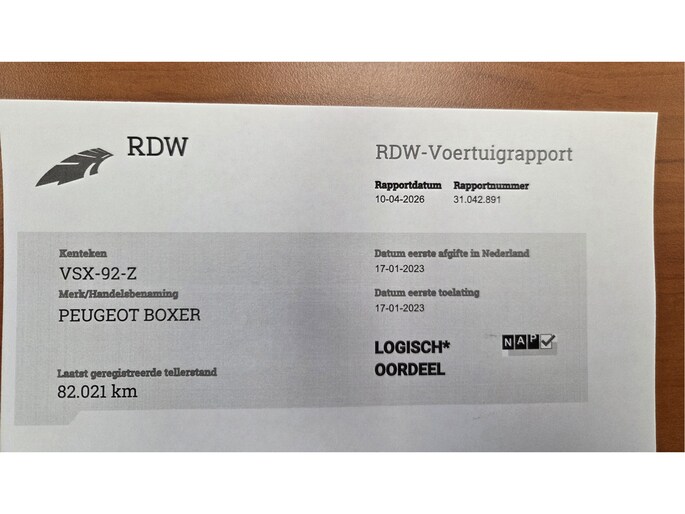 RDW
RDW-Voertuigrapport
Rapportdatum Rapportnummer
10-04-2026 31.042.891
Kenteken
VSX-92-Z
Merk/Handelsbenaming
PEUGEOT BOXER
Laatst geregistreerde tellerstand
82.021 km
Datum eerste afgifte in Nederland
17-01-2023
Datum eerste toelating
17-01-2023
LOGISCH*
OORDEEL
NAP